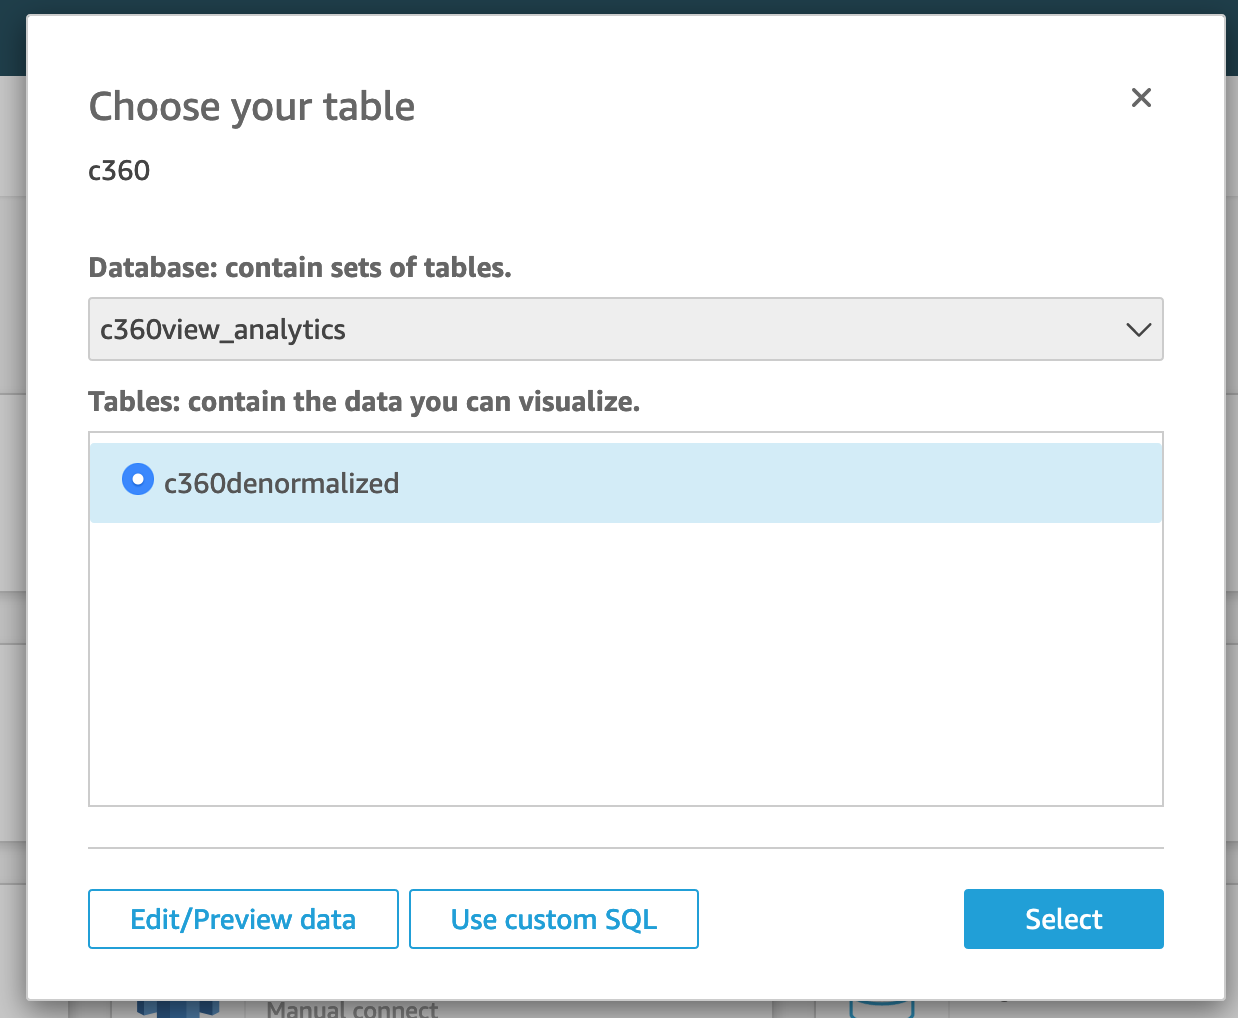 Choose your table
c360
Database: contain sets of tables.
c360view_analytics
Tables: contain the data you can visualize.
c360denormalized
Edit/Preview data
Use custom SQL
Select
Manual connect